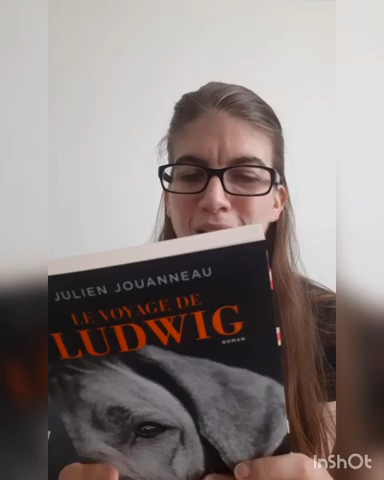 JULIEN JOUANNEAU
LE VOYAGE DE
LUDWIG
ROMAN
InShOt